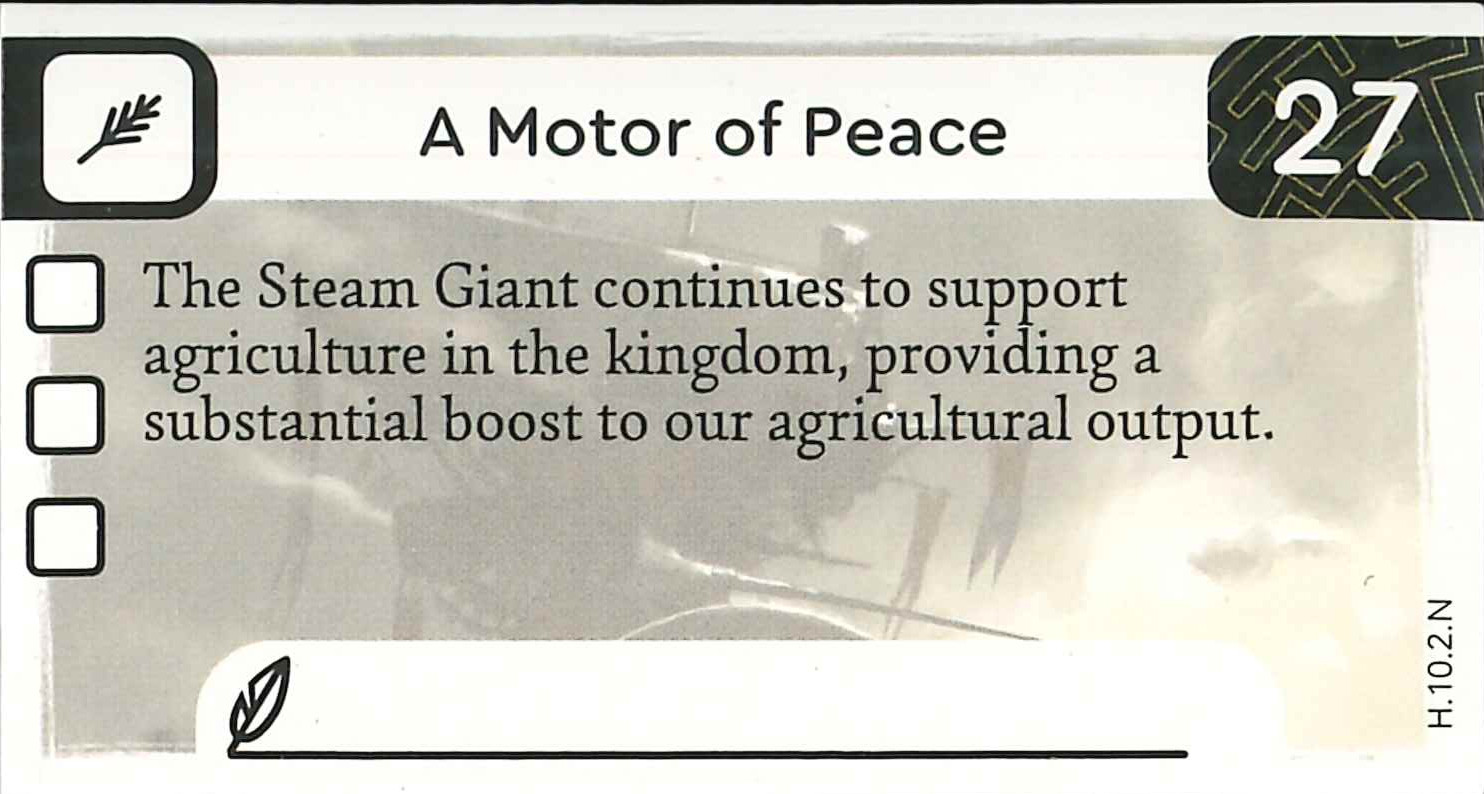 A Motor of Peace
27
The Steam Giant continues to support
agriculture in the kingdom, providing a
substantial boost to our agricultural output.
H.10.2.N